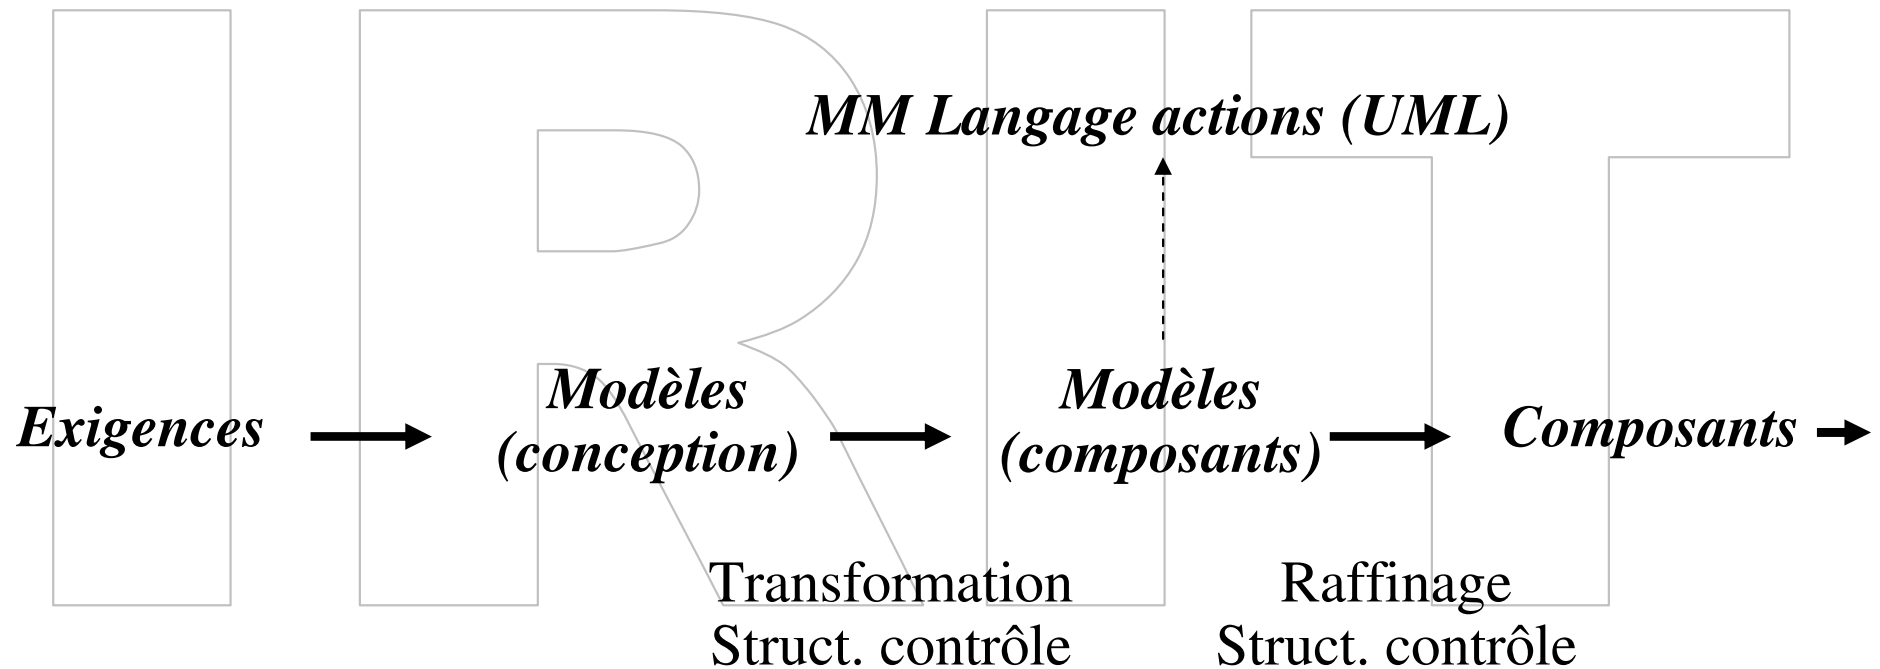 IRIT
MM Langage actions (UML)
Exigences
Modèles
(conception)
Modèles
(composants)
Composants
Transformation
Struct. contrôle
Raffinage
Struct. contrôle